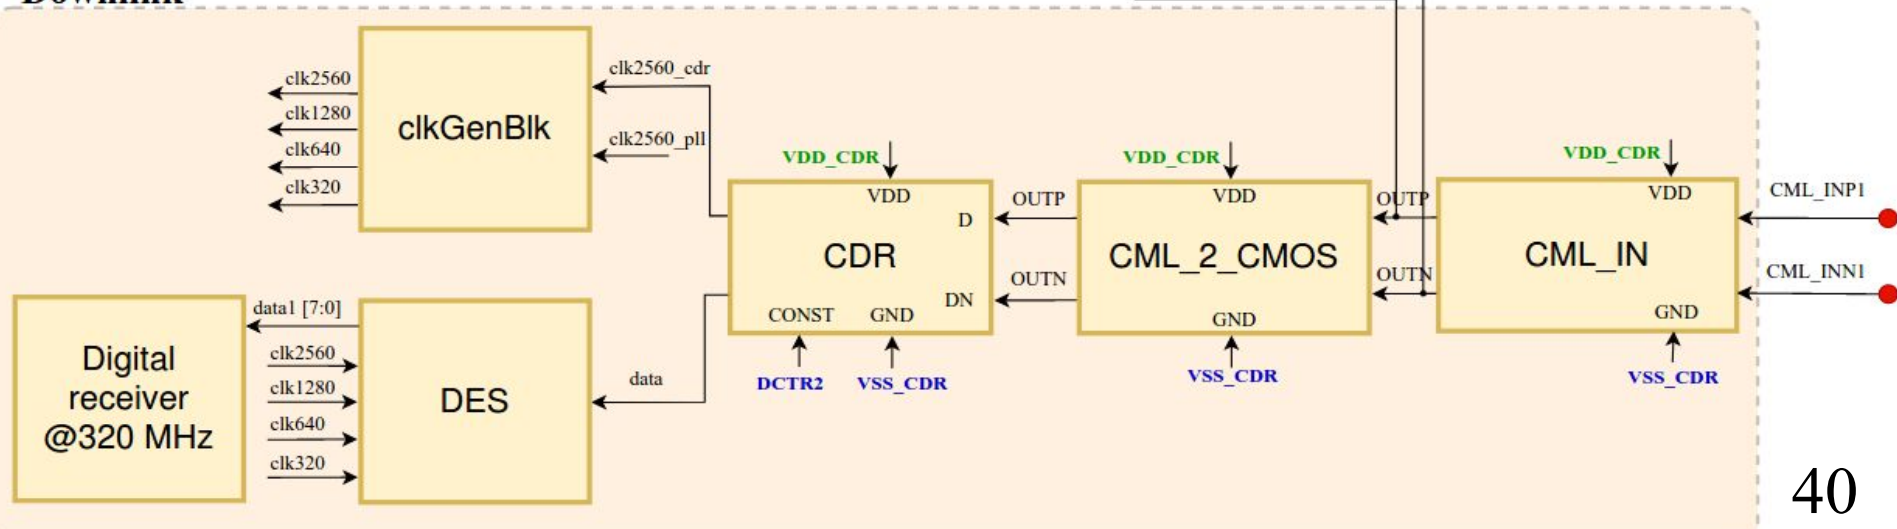 Downlink
clk2560
clk1280
clk640
clk320
clkGenBlk
clk2560_cdr
clk2560_pll
VDD_CDR
VDD
D
CDR
DN
CONST
GND
DCTR2
VSS_CDR
OUTP
OUTN
VDD_CDR
VDD
CML_2_CMOS
GND
VSS_CDR
OUTP
OUTN
VDD_CDR
VDD
CML_IN
GND
VSS_CDR
CML_INP1
CML_INN1
Digital
receiver
@320 MHz
data1 [7:0]
clk2560
clk1280
clk640
clk320
DES
data
40